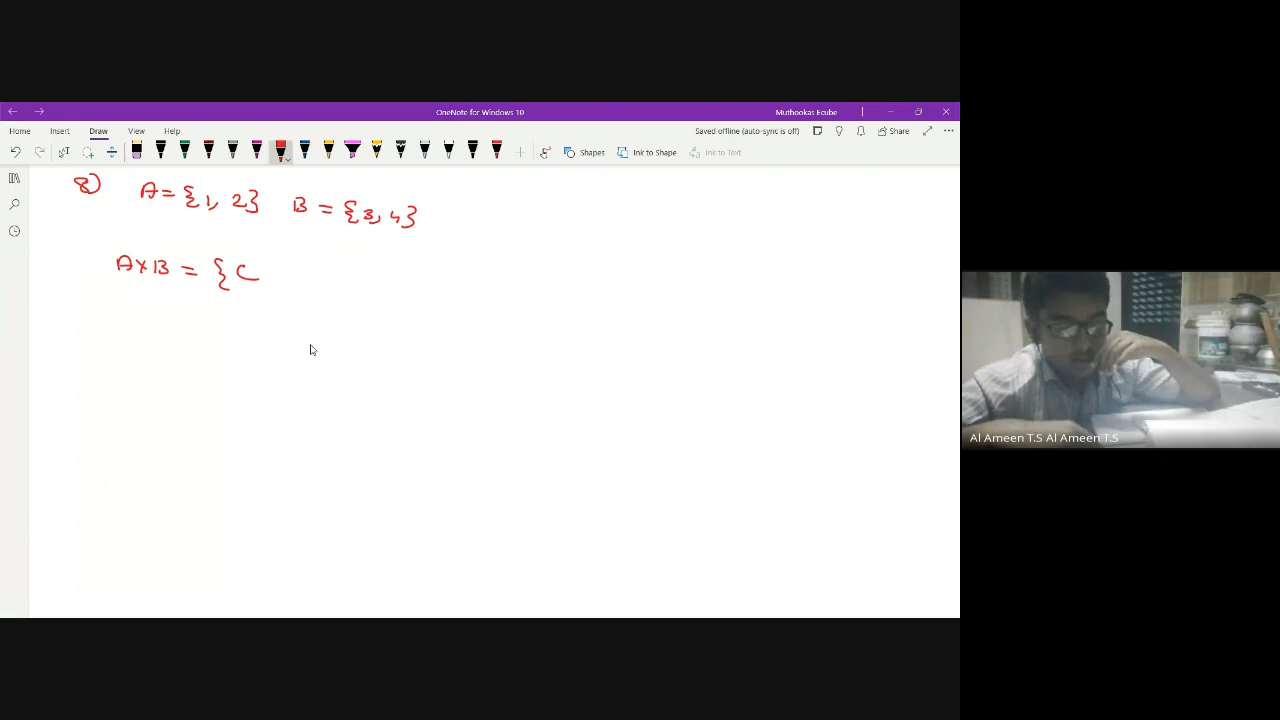 OneNote for Windows 10
Muthookas Ecube
Home Insert Draw View Help
Saved offline (auto-sync is off)
Share
Shapes
Ink to Shape
Ink to Text
8) A = {1, 2} B = {3, 4}
A×B = {(
Al Ameen T.S Al Ameen T.S